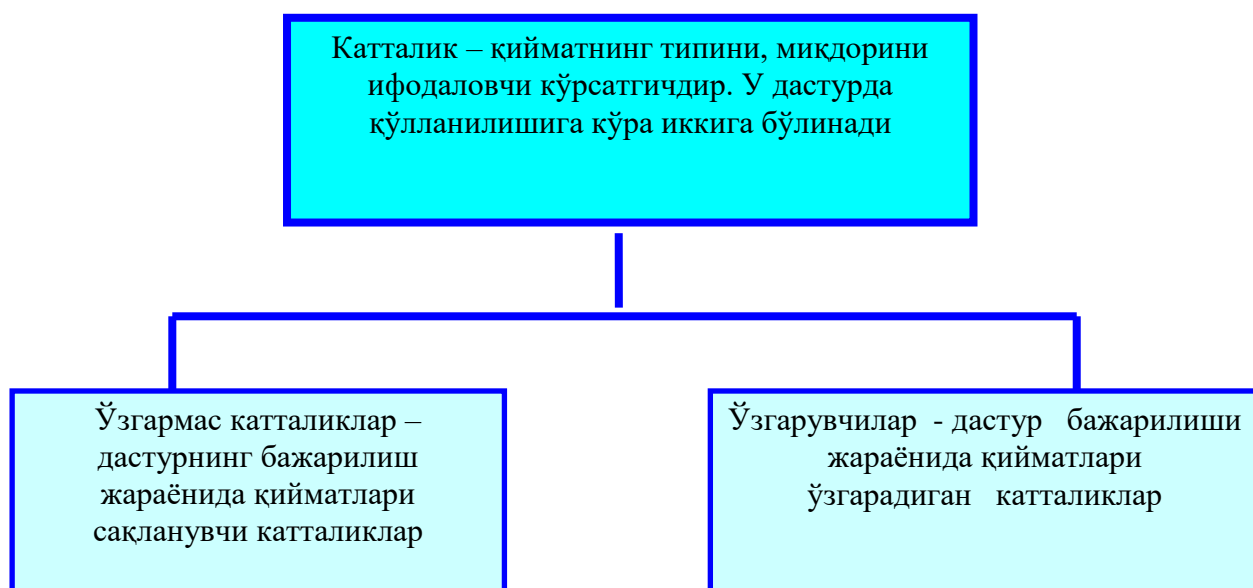 Катталик – қийматнинг типини, миқдорини
ифодаловчи кўрсатгичдир. У дастурда
қўлланилишига кўра иккига бўлинади
Ўзгармас катталиклар –
дастурнинг бажарилиш
жараёнида қийматлари
сақланувчи катталиклар
Ўзгарувчилар - дастур бажарилиши
жараёнида қийматлари
ўзгарадиган катталиклар